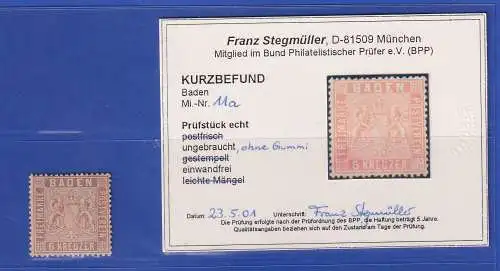 Franz Stegmüller, D-81509 München
Mitglied im Bund Philatelistischer Prüfer e.V. (BPP)
KURZBEFUND
Baden
Mi.-Nr. 11a
Prüfstück echt
postfrisch
ungebraucht, ohne Gummi
gestempelt
einwandfrei
leichte Mängel
Datum: 23.5.01 Unterschrift: Franz Stegmüller
Die Prüfung erfolgte nach der Prüfordnung des BPP, die Haftung beträgt 5 Jahre.
Qualitätsangaben beziehen sich auf den Zustand am Tage der Prüfung.
BADEN
FREIMARKE
6 KREUZER
BADEN
FREIMARKE
6 KREUZER